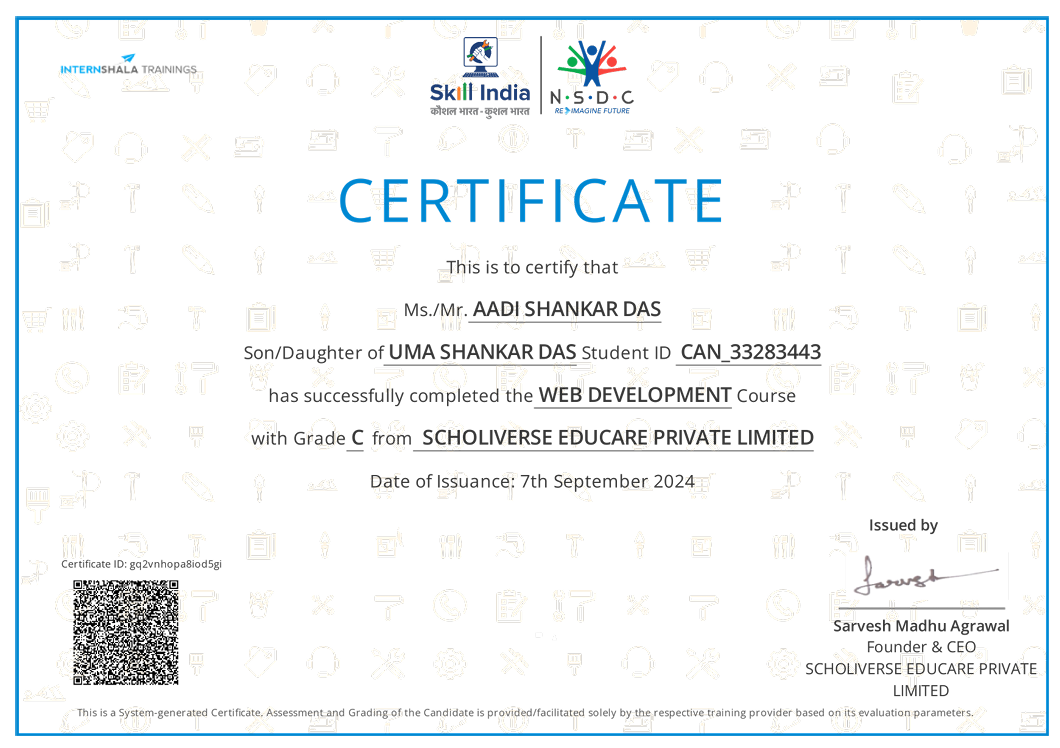 INTERNSHALA TRAININGS
Skill India
कौशल भारत - कुशल भारत
N·S·D·C
RE IMAGINE FUTURE
CERTIFICATE
This is to certify that
Ms./Mr. AADI SHANKAR DAS
Son/Daughter of UMA SHANKAR DAS Student ID CAN_33283443
has successfully completed the WEB DEVELOPMENT Course
with Grade C from SCHOLIVERSE EDUCARE PRIVATE LIMITED
Date of Issuance: 7th September 2024
Issued by
Certificate ID: gq2vnhopa8iod5gi
Sarvesh
Sarvesh Madhu Agrawal
Founder & CEO
SCHOLIVERSE EDUCARE PRIVATE
LIMITED
This is a System-generated Certificate. Assessment and Grading of the Candidate is provided/facilitated solely by the respective training provider based on its evaluation parameters.